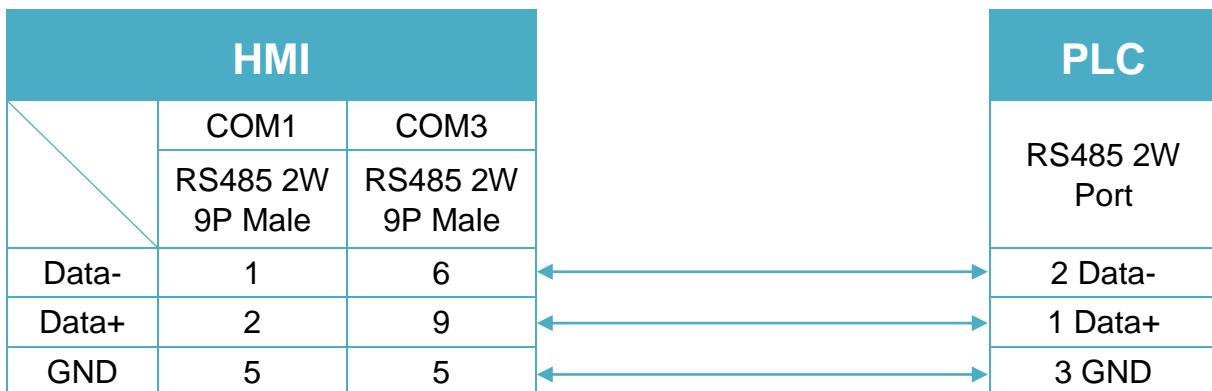 HMI PLC
COM1 COM3
RS485 2W RS485 2W RS485 2W
9P Male 9P Male Port
Data- 1 6 2 Data-
Data+ 2 9 1 Data+
GND 5 5 3 GND